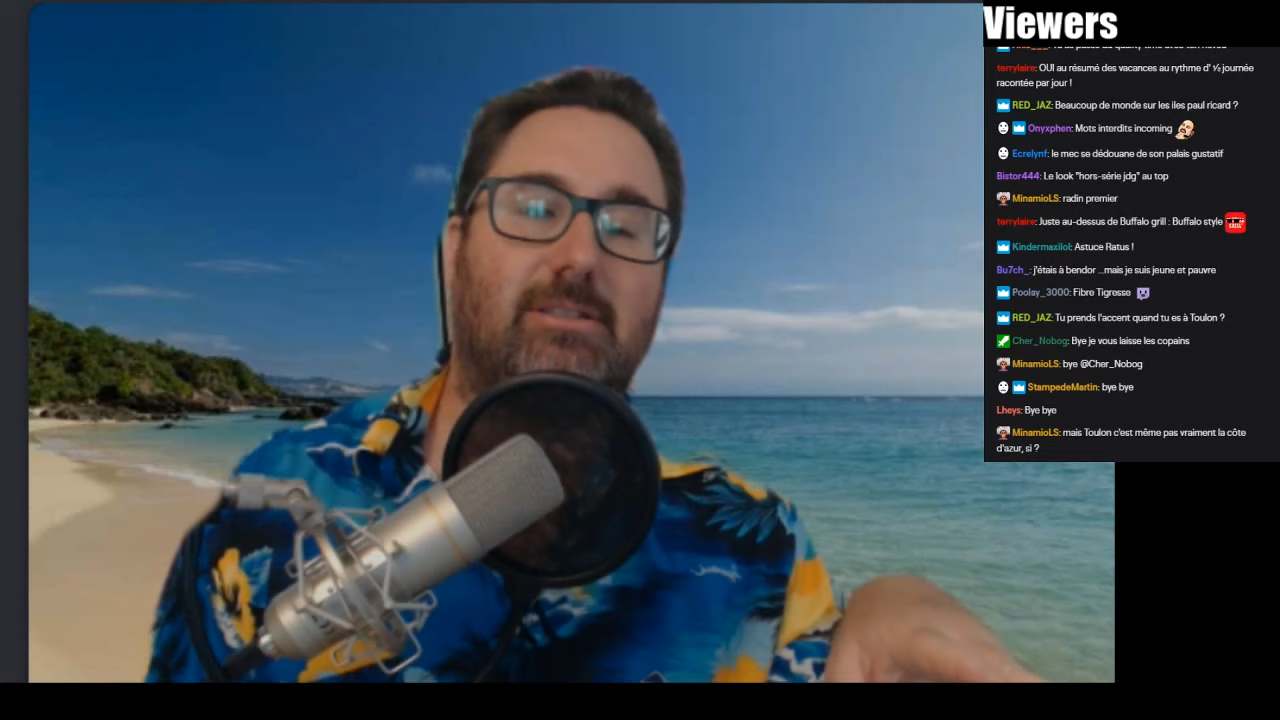 Viewers
terrylaire: OUI au résumé des vacances au rythme d' ½ journée
racontée par jour !
RED_JAZ: Beaucoup de monde sur les iles paul ricard ?
Onyxphen: Mots interdits incoming
Ecrelynf: le mec se dédouane de son palais gustatif
Bistor444: Le look "hors-série jdg" au top
MinamioLS: radin premier
terrylaire: Juste au-dessus de Buffalo grill : Buffalo style
Kindermaxilol: Astuce Ratus !
Bu7ch_: j'étais à bendor ...mais je suis jeune et pauvre
Poolay_3000: Fibre Tigresse
RED_JAZ: Tu prends l'accent quand tu es à Toulon ?
Cher_Nobog: Bye je vous laisse les copains
MinamioLS: bye @Cher_Nobog
StampedeMartin: bye bye
Lheys: Bye bye
MinamioLS: mais Toulon c'est même pas vraiment la côte
d'azur, si ?